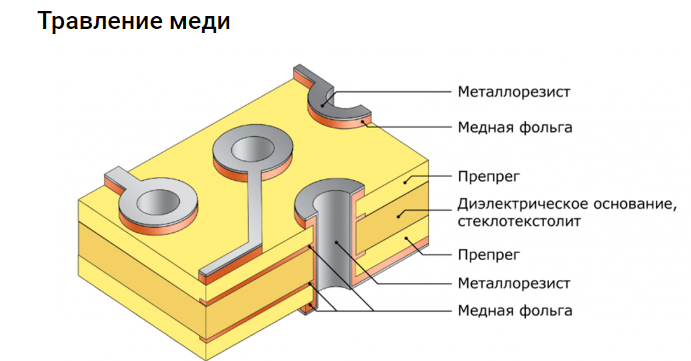 Травление меди
Металлорезист
Медная фольга
Препрег
Диэлектрическое основание,
стеклотекстолит
Препрег
Металлорезист
Медная фольга